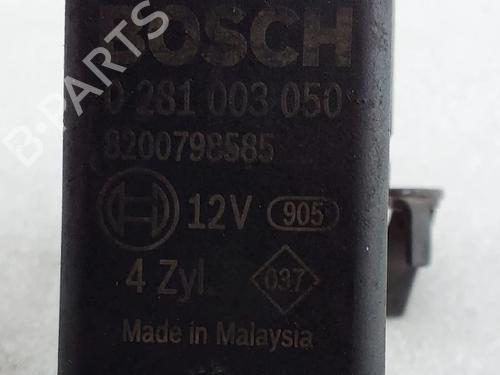 BOSCH
0 281 003 050
8200798585
12V 905
4 Zyl. 037
Made in Malaysia
B-PARTS